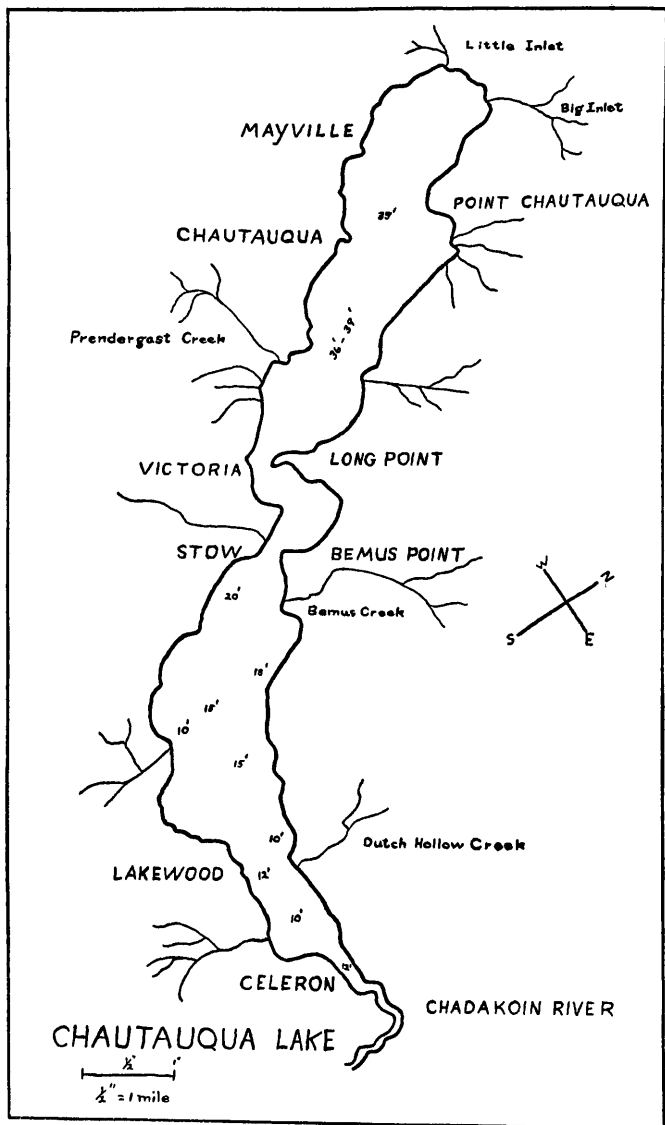 Little Inlet
Big Inlet
MAYVILLE
POINT CHAUTAUQUA
39'
CHAUTAUQUA
Prendergast Creek
36'-39'
VICTORIA
LONG POINT
STOW
BEMUS POINT
20'
Bemus Creek
W
N
S
E
18'
15'
10'
15'
10'
Dutch Hollow Creek
LAKEWOOD
12'
10'
12'
CELERON
CHADAKOIN RIVER
CHAUTAUQUA LAKE
½" 1"
½" = 1 mile